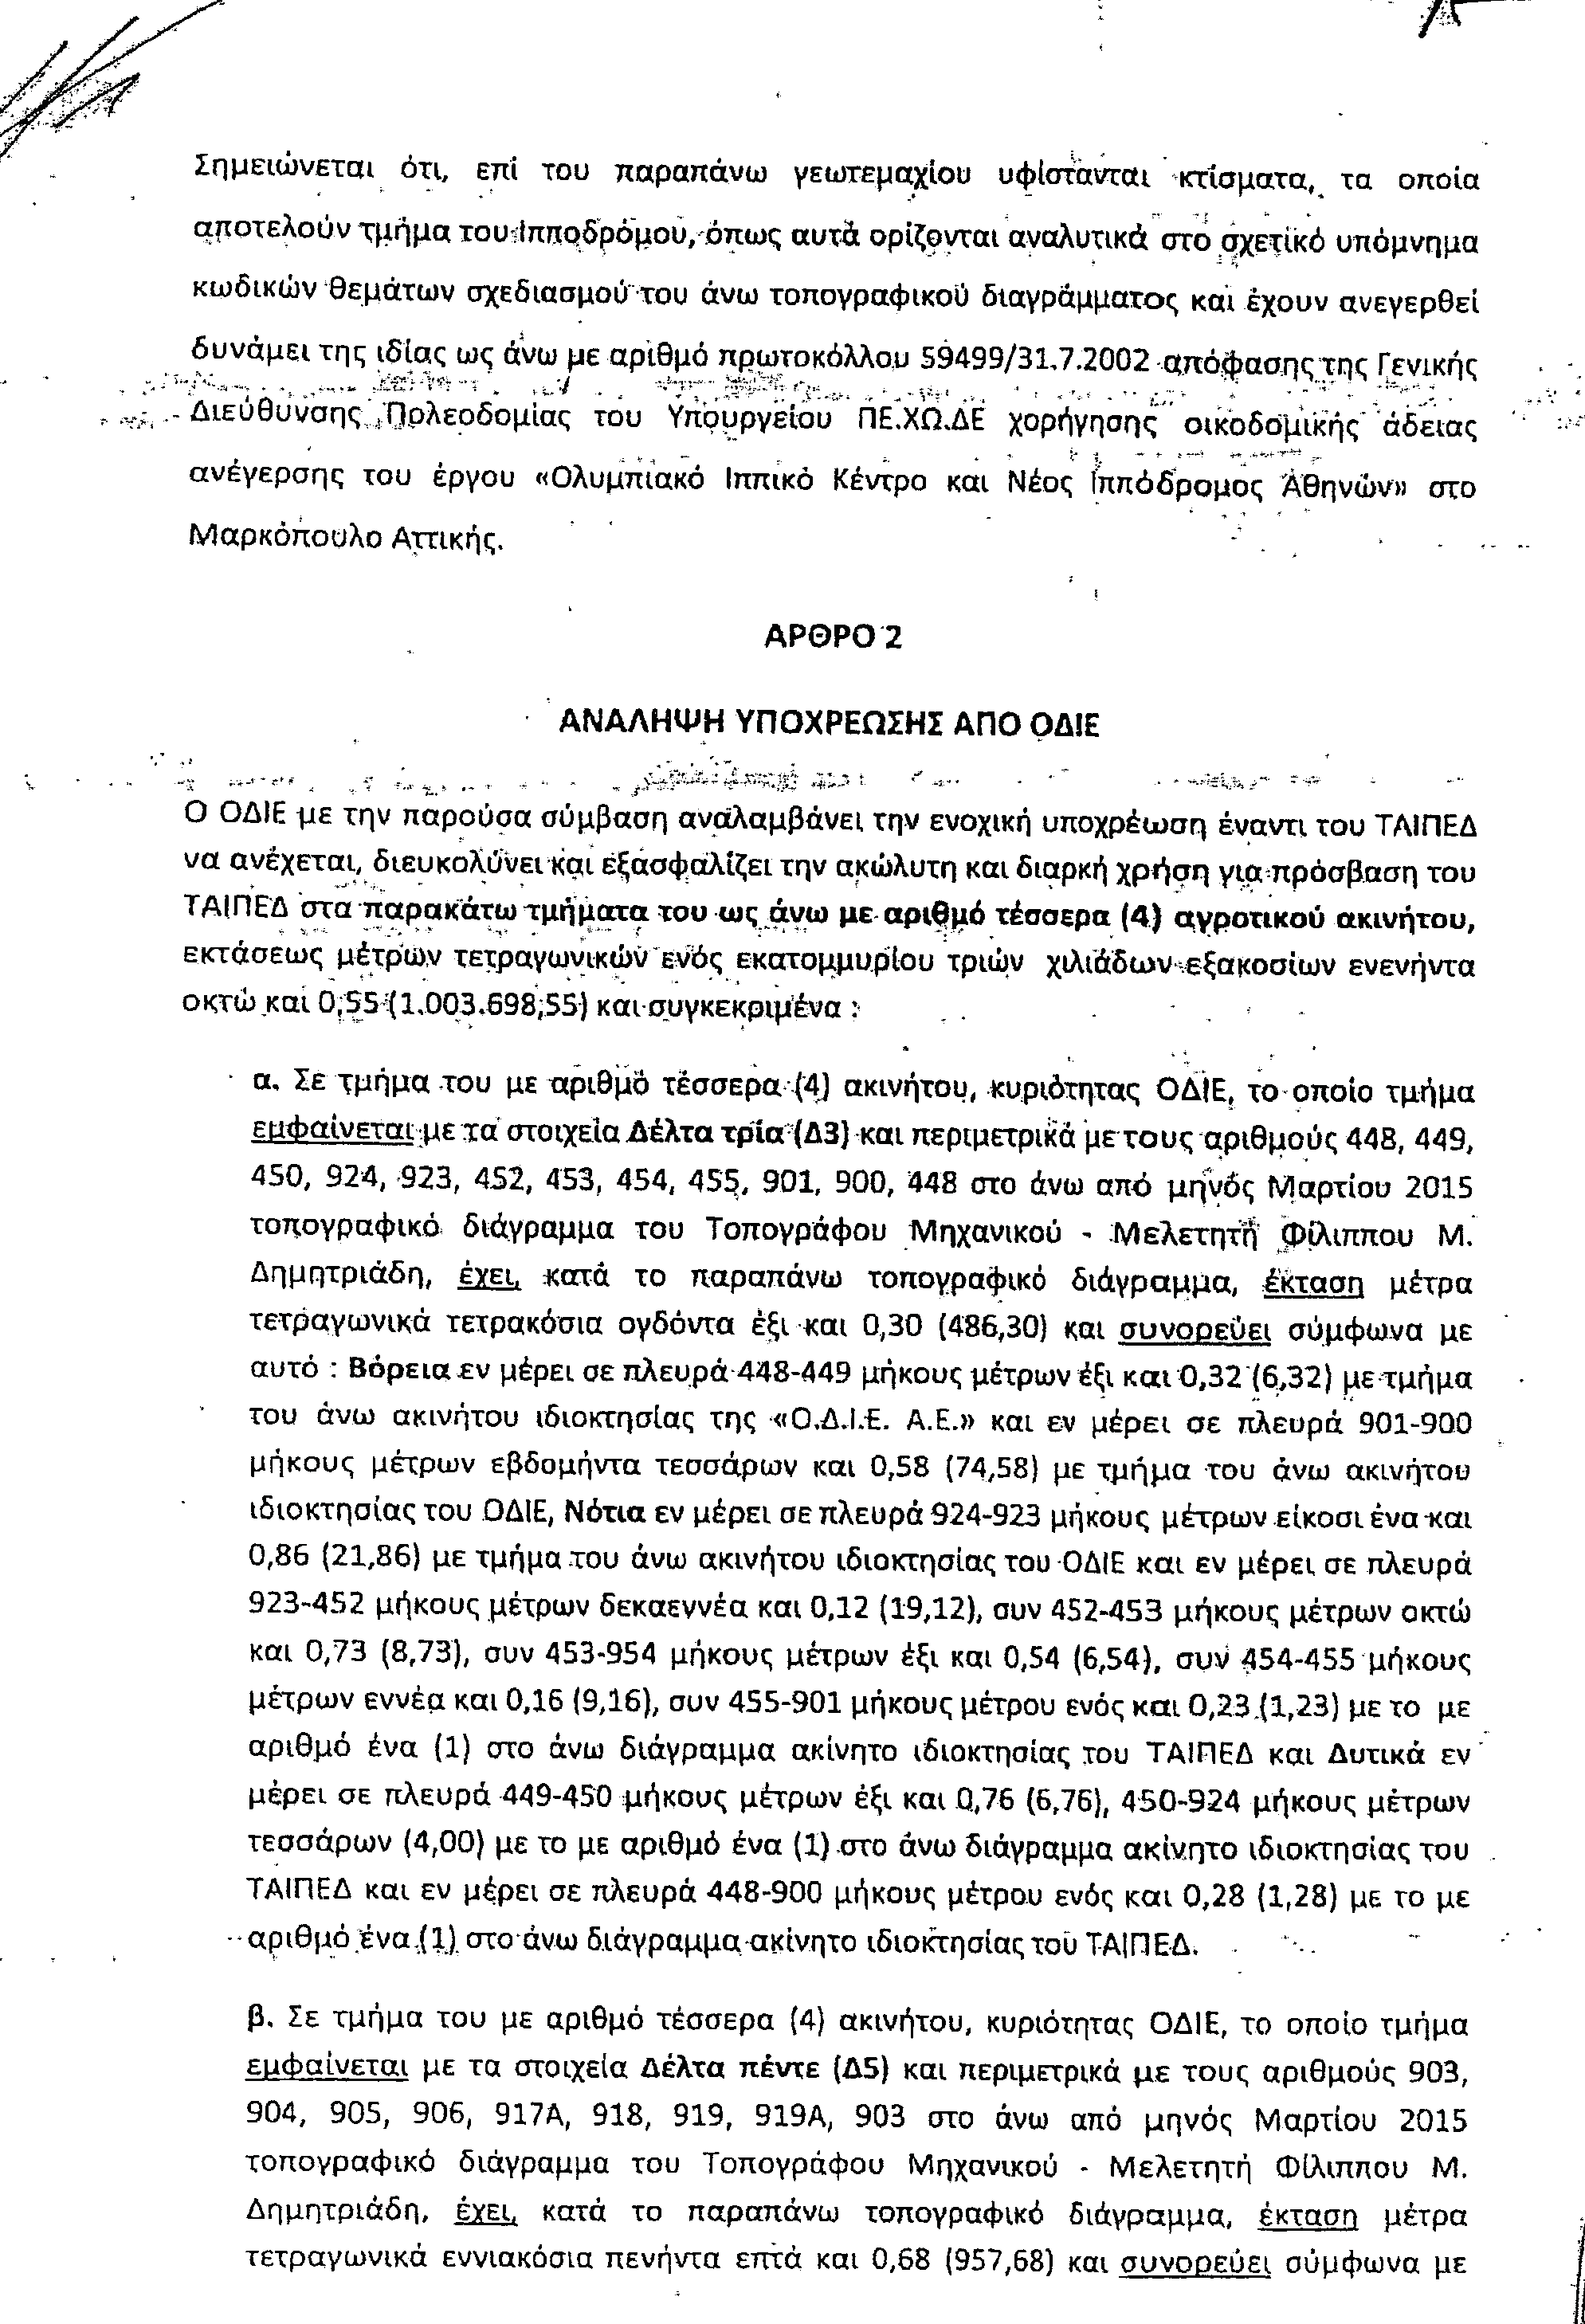 Σημειώνεται ότι, επί του παραπάνω γεωτεμαχίου υφίστανται κτίσματα, τα οποία
αποτελούν τμήμα του Ιπποδρόμου, όπως αυτά ορίζονται αναλυτικά στο σχετικό υπόμνημα
κωδικών θεμάτων σχεδιασμού του άνω τοπογραφικού διαγράμματος και έχουν ανεγερθεί
δυνάμει της ιδίας ως άνω με αριθμό πρωτοκόλλου 59499/31.7.2002 απόφασης της Γενικής
Διεύθυνσης Πολεοδομίας του Υπουργείου ΠΕ.ΧΩ.ΔΕ χορήγησης οικοδομικής άδειας
ανέγερσης του έργου «Ολυμπιακό Ιππικό Κέντρο και Νέος Ιππόδρομος Αθηνών» στο
Μαρκόπουλο Αττικής.
ΑΡΘΡΟ 2
ΑΝΑΛΗΨΗ ΥΠΟΧΡΕΩΣΗΣ ΑΠΟ ΟΔΙΕ
Ο ΟΔΙΕ με την παρούσα σύμβαση αναλαμβάνει την ενοχική υποχρέωση έναντι του ΤΑΙΠΕΔ
να ανέχεται, διευκολύνει και εξασφαλίζει την ακώλυτη και διαρκή χρήση για πρόσβαση του
ΤΑΙΠΕΔ στα παρακάτω τμήματα του ως άνω με αριθμό τέσσερα (4) αγροτικού ακινήτου,
εκτάσεως μέτρων τετραγωνικών ενός εκατομμυρίου τριών χιλιάδων εξακοσίων ενενήντα
οκτώ και 0,55 (1.003.698,55) και συγκεκριμένα :
α. Σε τμήμα του με αριθμό τέσσερα (4) ακινήτου, κυριότητας ΟΔΙΕ, το οποίο τμήμα
εμφαίνεται με τα στοιχεία Δέλτα τρία (Δ3) και περιμετρικά με τους αριθμούς 448, 449,
450, 924, 923, 452, 453, 454, 455, 901, 900, 448 στο άνω από μηνός Μαρτίου 2015
τοπογραφικό διάγραμμα του Τοπογράφου Μηχανικού - Μελετητή Φίλιππου Μ.
Δημητριάδη, έχει, κατά το παραπάνω τοπογραφικό διάγραμμα, έκταση μέτρα
τετραγωνικά τετρακόσια ογδόντα έξι και 0,30 (486,30) και συνορεύει σύμφωνα με
αυτό : Βόρεια εν μέρει σε πλευρά 448-449 μήκους μέτρων έξι και 0,32 (6,32) με τμήμα
του άνω ακινήτου ιδιοκτησίας της «Ο.Δ.Ι.Ε. Α.Ε.» και εν μέρει σε πλευρά 901-900
μήκους μέτρων εβδομήντα τεσσάρων και 0,58 (74,58) με τμήμα του άνω ακινήτου
ιδιοκτησίας του ΟΔΙΕ, Νότια εν μέρει σε πλευρά 924-923 μήκους μέτρων είκοσι ένα και
0,86 (21,86) με τμήμα του άνω ακινήτου ιδιοκτησίας του ΟΔΙΕ και εν μέρει σε πλευρά
923-452 μήκους μέτρων δεκαεννέα και 0,12 (19,12), συν 452-453 μήκους μέτρων οκτώ
και 0,73 (8,73), συν 453-954 μήκους μέτρων έξι και 0,54 (6,54), συν 454-455 μήκους
μέτρων εννέα και 0,16 (9,16), συν 455-901 μήκους μέτρου ενός και 0,23 (1,23) με το με
αριθμό ένα (1) στο άνω διάγραμμα ακίνητο ιδιοκτησίας του ΤΑΙΠΕΔ και Δυτικά εν
μέρει σε πλευρά 449-450 μήκους μέτρων έξι και 0,76 (6,76), 450-924 μήκους μέτρων
τεσσάρων (4,00) με το με αριθμό ένα (1) στο άνω διάγραμμα ακίνητο ιδιοκτησίας του
ΤΑΙΠΕΔ και εν μέρει σε πλευρά 448-900 μήκους μέτρου ενός και 0,28 (1,28) με το με
αριθμό ένα (1) στο άνω διάγραμμα ακίνητο ιδιοκτησίας του ΤΑΙΠΕΔ.
β. Σε τμήμα του με αριθμό τέσσερα (4) ακινήτου, κυριότητας ΟΔΙΕ, το οποίο τμήμα
εμφαίνεται με τα στοιχεία Δέλτα πέντε (Δ5) και περιμετρικά με τους αριθμούς 903,
904, 905, 906, 917Α, 918, 919, 919Α, 903 στο άνω από μηνός Μαρτίου 2015
τοπογραφικό διάγραμμα του Τοπογράφου Μηχανικού - Μελετητή Φίλιππου Μ.
Δημητριάδη, έχει, κατά το παραπάνω τοπογραφικό διάγραμμα, έκταση μέτρα
τετραγωνικά εννιακόσια πενήντα επτά και 0,68 (957,68) και συνορεύει σύμφωνα με